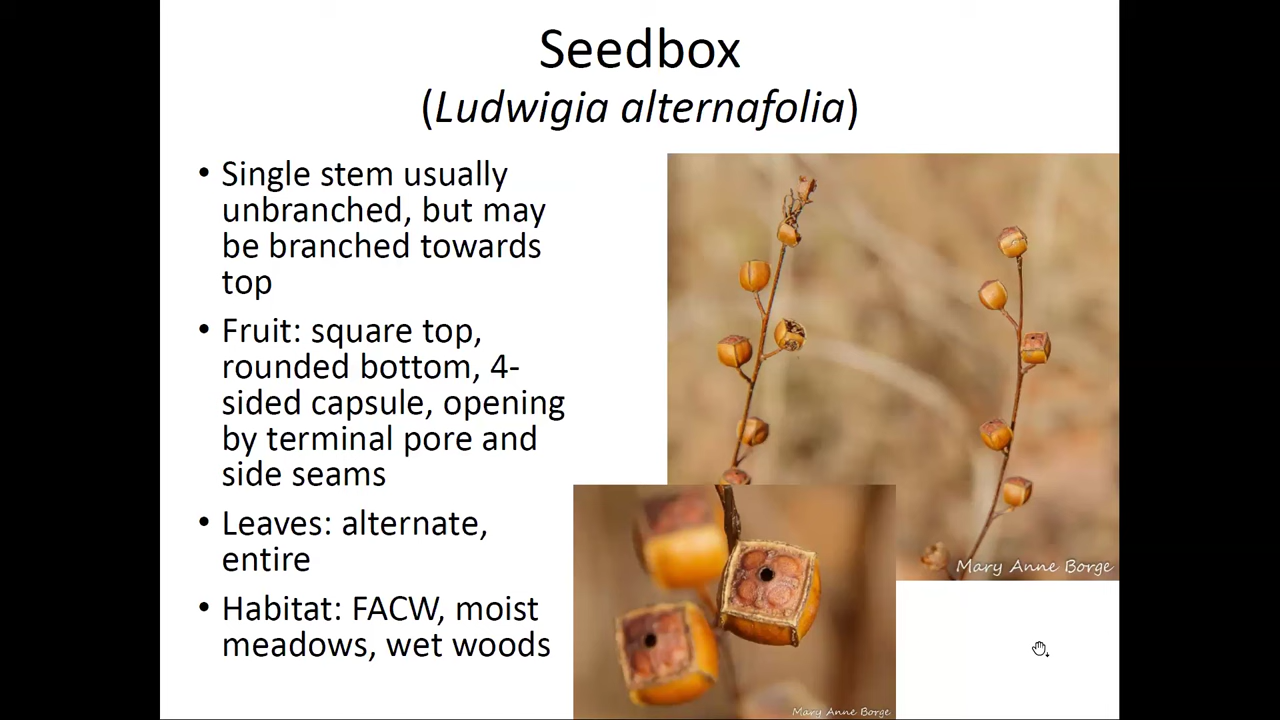 Seedbox
(Ludwigia alternafolia)
• Single stem usually
unbranched, but may
be branched towards
top
• Fruit: square top,
rounded bottom, 4-
sided capsule, opening
by terminal pore and
side seams
• Leaves: alternate,
entire
• Habitat: FACW, moist
meadows, wet woods
Mary Anne Borge
Mary Anne Borge